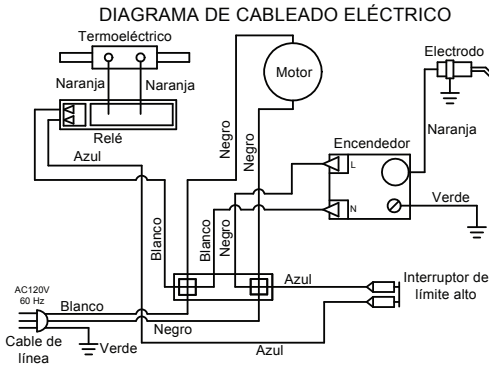 DIAGRAMA DE CABLEADO ELÉCTRICO
Termoeléctrico
Naranja
Naranja
Relé
Azul
Motor
Electrodo
Naranja
Encendedor
L
N
Verde
Negro
Negro
Blanco
Blanco
Negro
Azul
Interruptor de
límite alto
AC120V
60 Hz
Blanco
Negro
Cable de
línea
Verde
Azul